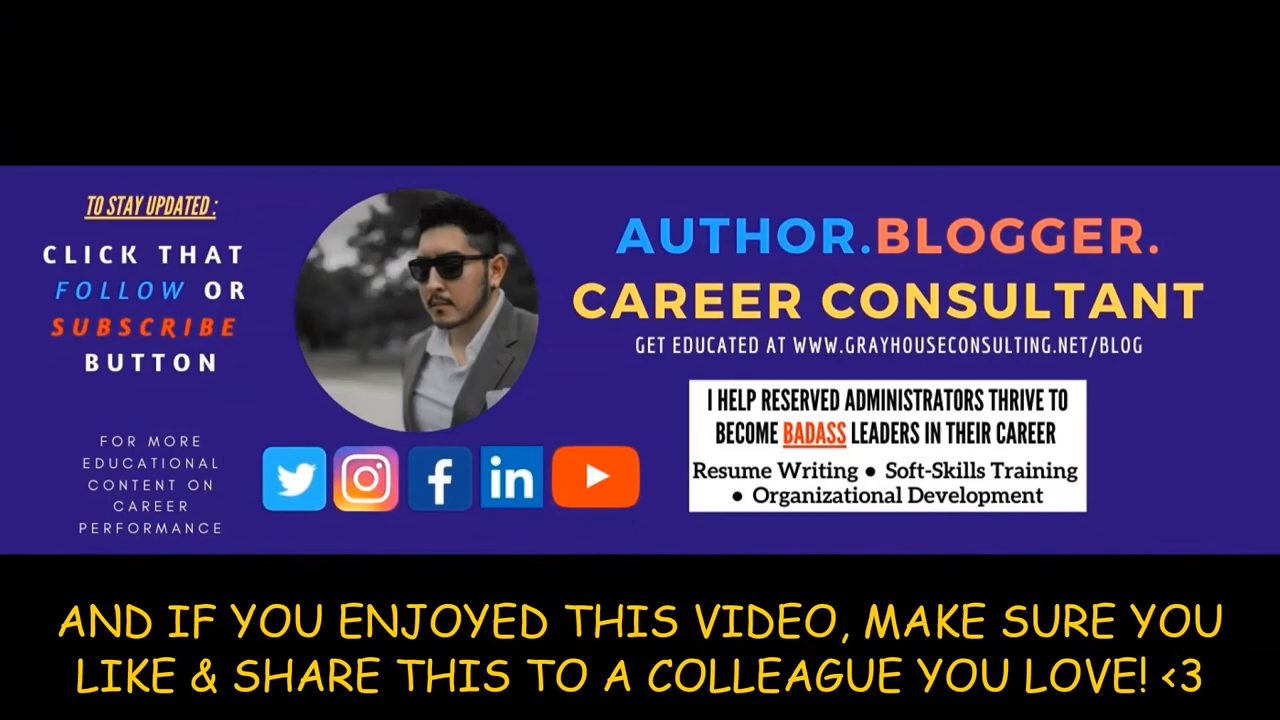 TO STAY UPDATED :
CLICK THAT
FOLLOW OR
SUBSCRIBE
BUTTON
FOR MORE
EDUCATIONAL
CONTENT ON
CAREER
PERFORMANCE
in
AUTHOR.BLOGGER.
CAREER CONSULTANT
GET EDUCATED AT WWW.GRAYHOUSECONSULTING.NET/BLOG
I HELP RESERVED ADMINISTRATORS THRIVE TO
BECOME BADASS LEADERS IN THEIR CAREER
Resume Writing ● Soft-Skills Training
● Organizational Development
AND IF YOU ENJOYED THIS VIDEO, MAKE SURE YOU
LIKE & SHARE THIS TO A COLLEAGUE YOU LOVE! <3